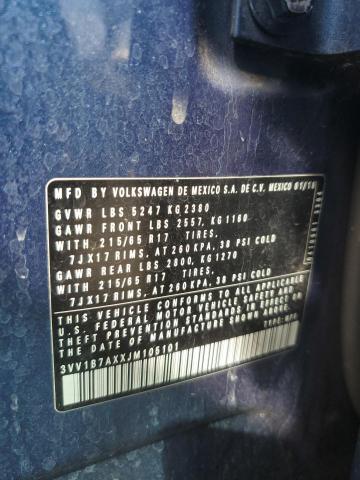 MFD BY VOLKSWAGEN DE MEXICO S.A. DE C.V. MEXICO 01/18
GVWR LBS 5247 KG 2380
GAWR FRONT LBS 2557, KG 1160
WITH 215/65 R17 TIRES,
7JX17 RIMS, AT 260 KPA, 38 PSI COLD
GAWR REAR LBS 2800, KG 1270
WITH 215/65 R17 TIRES,
7JX17 RIMS, AT 260 KPA, 38 PSI COLD
THIS VEHICLE CONFORMS TO ALL APPLICABLE
U.S. FEDERAL MOTOR VEHICLE SAFETY AND
THEFT PREVENTION STANDARDS IN EFFECT ON THE
DATE OF MANUFACTURE SHOWN ABOVE
3VV1B7AXXJM105101